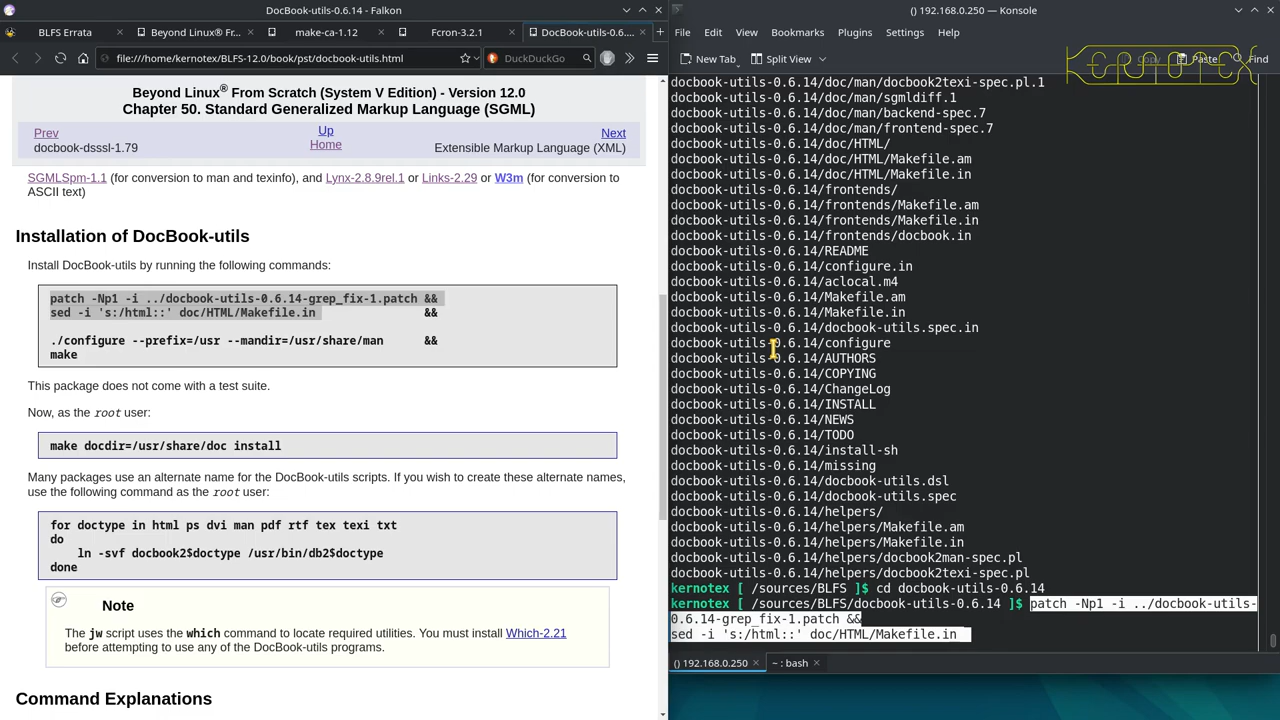 DocBook-utils-0.6.14 - Falkon
BLFS Errata
Beyond Linux® Fr...
make-ca-1.12
Fcron-3.2.1
DocBook-utils-0.6....
file:///home/kernotex/BLFS-12.0/book/pst/docbook-utils.html
DuckDuckGo
Beyond Linux® From Scratch (System V Edition) - Version 12.0
Chapter 50. Standard Generalized Markup Language (SGML)
Prev
Up
Next
docbook-dsssl-1.79
Home
Extensible Markup Language (XML)
SGMLSpm-1.1 (for conversion to man and texinfo), and Lynx-2.8.9rel.1 or Links-2.29 or W3m (for conversion to
ASCII text)
Installation of DocBook-utils
Install DocBook-utils by running the following commands:
patch -Np1 -i ../docbook-utils-0.6.14-grep_fix-1.patch &&
sed -i 's:/html::' doc/HTML/Makefile.in &&
./configure --prefix=/usr --mandir=/usr/share/man &&
make
This package does not come with a test suite.
Now, as the root user:
make docdir=/usr/share/doc install
Many packages use an alternate name for the DocBook-utils scripts. If you wish to create these alternate names,
use the following command as the root user:
for doctype in html ps dvi man pdf rtf tex texi txt
do
ln -svf docbook2$doctype /usr/bin/db2$doctype
done
Note
The jw script uses the which command to locate required utilities. You must install Which-2.21
before attempting to use any of the DocBook-utils programs.
Command Explanations
() 192.168.0.250 — Konsole
File Edit View Bookmarks Plugins Settings Help
New Tab
Split View
Copy
Paste
Find
KERNOTEX
docbook-utils-0.6.14/doc/man/docbook2texi-spec.pl.1
docbook-utils-0.6.14/doc/man/sgmldiff.1
docbook-utils-0.6.14/doc/man/backend-spec.7
docbook-utils-0.6.14/doc/man/frontend-spec.7
docbook-utils-0.6.14/doc/HTML/
docbook-utils-0.6.14/doc/HTML/Makefile.am
docbook-utils-0.6.14/doc/HTML/Makefile.in
docbook-utils-0.6.14/frontends/
docbook-utils-0.6.14/frontends/Makefile.am
docbook-utils-0.6.14/frontends/Makefile.in
docbook-utils-0.6.14/frontends/docbook.in
docbook-utils-0.6.14/README
docbook-utils-0.6.14/configure.in
docbook-utils-0.6.14/aclocal.m4
docbook-utils-0.6.14/Makefile.am
docbook-utils-0.6.14/Makefile.in
docbook-utils-0.6.14/docbook-utils.spec.in
docbook-utils-0.6.14/configure
docbook-utils-0.6.14/AUTHORS
docbook-utils-0.6.14/COPYING
docbook-utils-0.6.14/ChangeLog
docbook-utils-0.6.14/INSTALL
docbook-utils-0.6.14/NEWS
docbook-utils-0.6.14/TODO
docbook-utils-0.6.14/install-sh
docbook-utils-0.6.14/missing
docbook-utils-0.6.14/docbook-utils.dsl
docbook-utils-0.6.14/docbook-utils.spec
docbook-utils-0.6.14/helpers/
docbook-utils-0.6.14/helpers/Makefile.am
docbook-utils-0.6.14/helpers/Makefile.in
docbook-utils-0.6.14/helpers/docbook2man-spec.pl
docbook-utils-0.6.14/helpers/docbook2texi-spec.pl
kernotex [ /sources/BLFS ]$ cd docbook-utils-0.6.14
kernotex [ /sources/BLFS/docbook-utils-0.6.14 ]$ patch -Np1 -i ../docbook-utils-
0.6.14-grep_fix-1.patch &&
sed -i 's:/html::' doc/HTML/Makefile.in
() 192.168.0.250
~ : bash